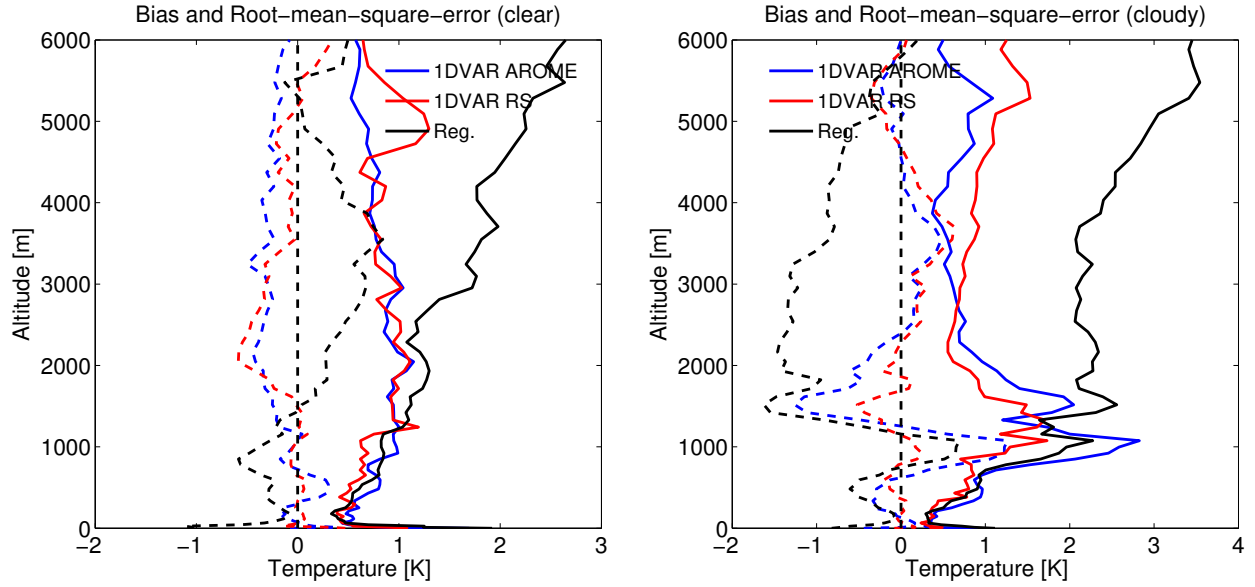 Bias and Root−mean−square−error (clear)
6000
5000
4000
3000
2000
1000
0
Altitude [m]
1DVAR AROME
1DVAR RS
Reg.
−2
−1
0
1
2
3
Temperature [K]
Bias and Root−mean−square−error (cloudy)
6000
5000
4000
3000
2000
1000
0
Altitude [m]
1DVAR AROME
1DVAR RS
Reg.
−2
−1
0
1
2
3
4
Temperature [K]